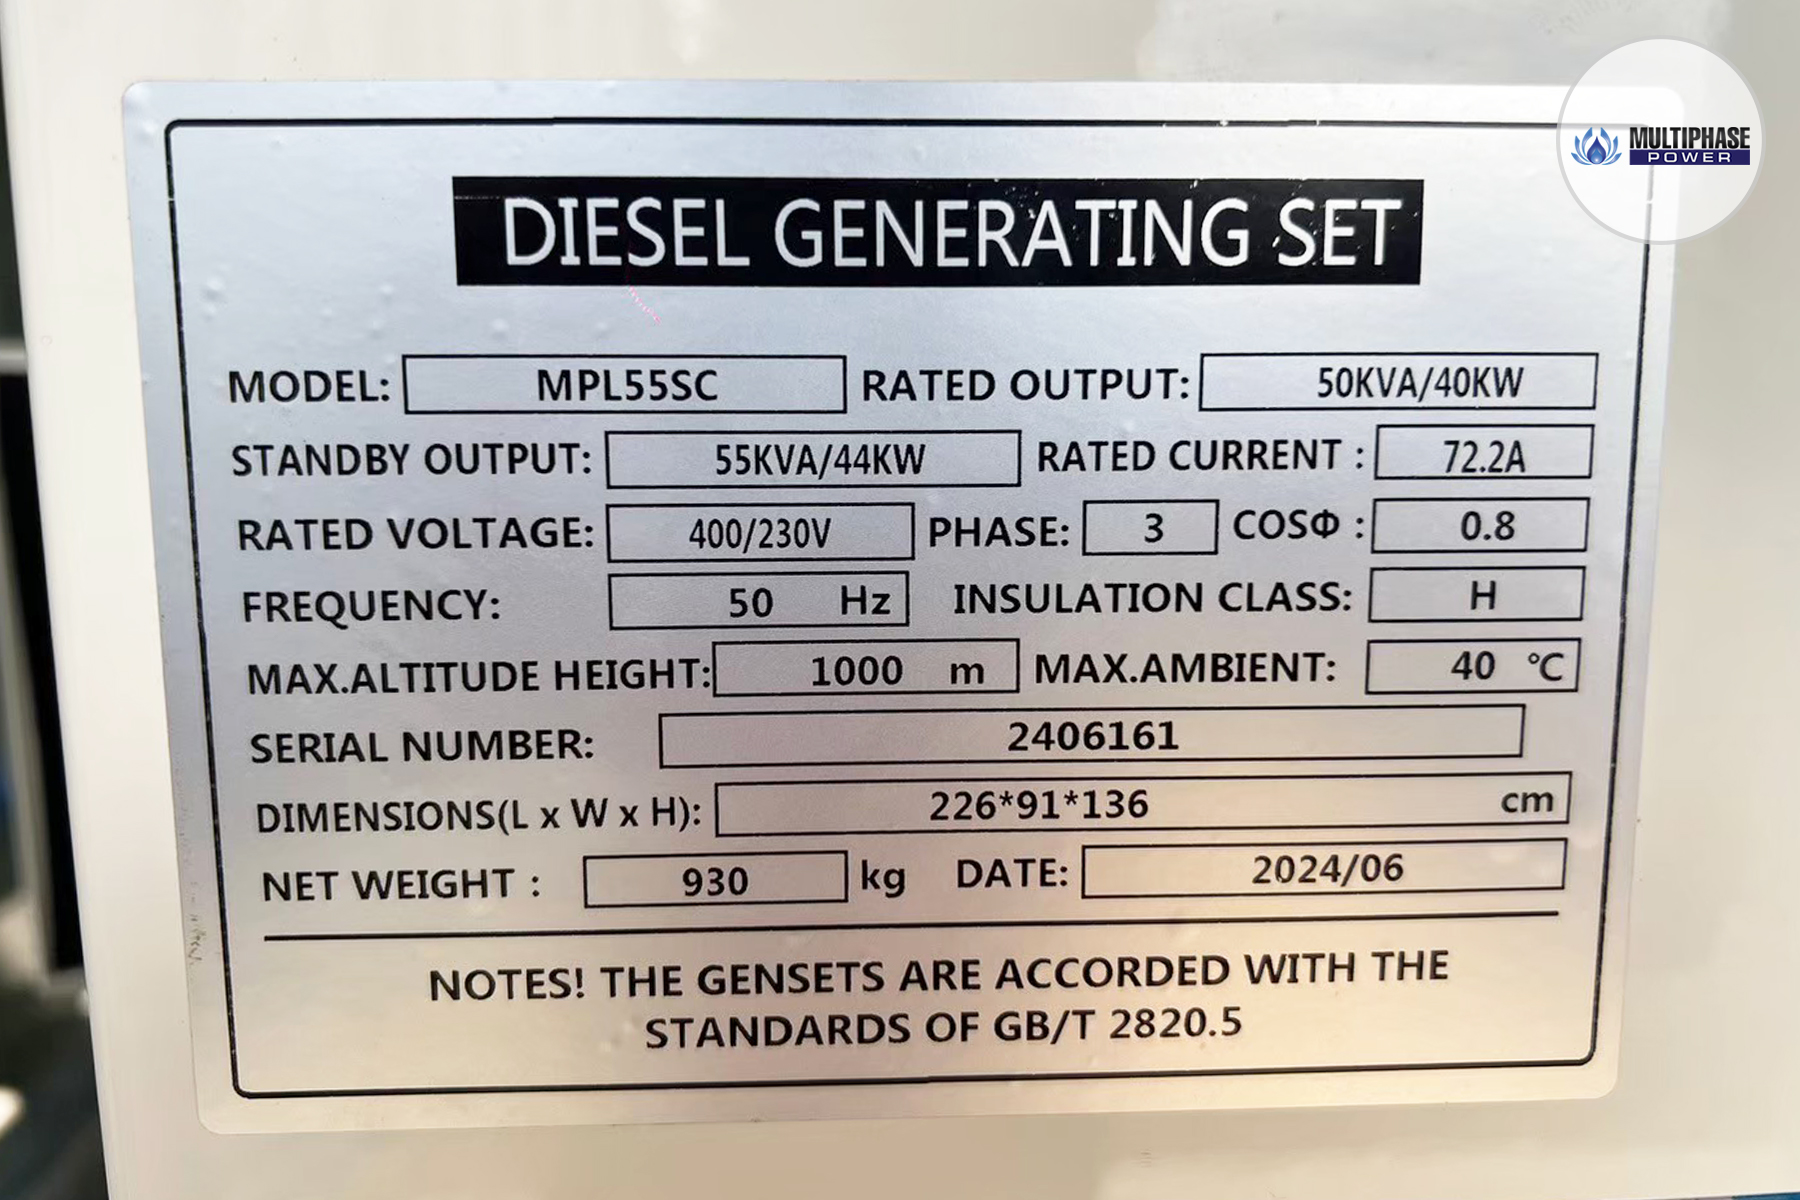 MULTIPHASE
POWER
DIESEL GENERATING SET
MODEL: MPL55SC RATED OUTPUT: 50KVA/40KW
STANDBY OUTPUT: 55KVA/44KW RATED CURRENT : 72.2A
RATED VOLTAGE: 400/230V PHASE: 3 COSΦ : 0.8
FREQUENCY: 50 Hz INSULATION CLASS: H
MAX.ALTITUDE HEIGHT: 1000 m MAX.AMBIENT: 40 ℃
SERIAL NUMBER: 2406161
DIMENSIONS(L x W x H): 226*91*136 cm
NET WEIGHT : 930 kg DATE: 2024/06
NOTES! THE GENSETS ARE ACCORDED WITH THE
STANDARDS OF GB/T 2820.5